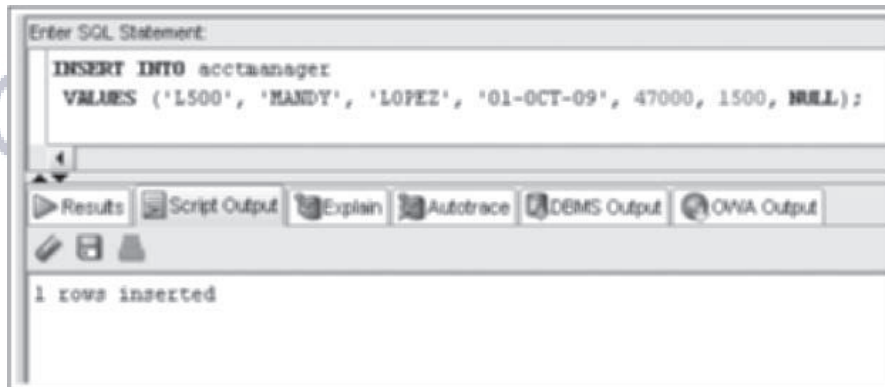 Enter SQL Statement:
INSERT INTO acctmanager
VALUES ('L500', 'MANDY', 'LOPEZ', '01-OCT-09', 47000, 1500, NULL);
Results Script Output Explain Autotrace DBMS Output OWA Output
1 rows inserted